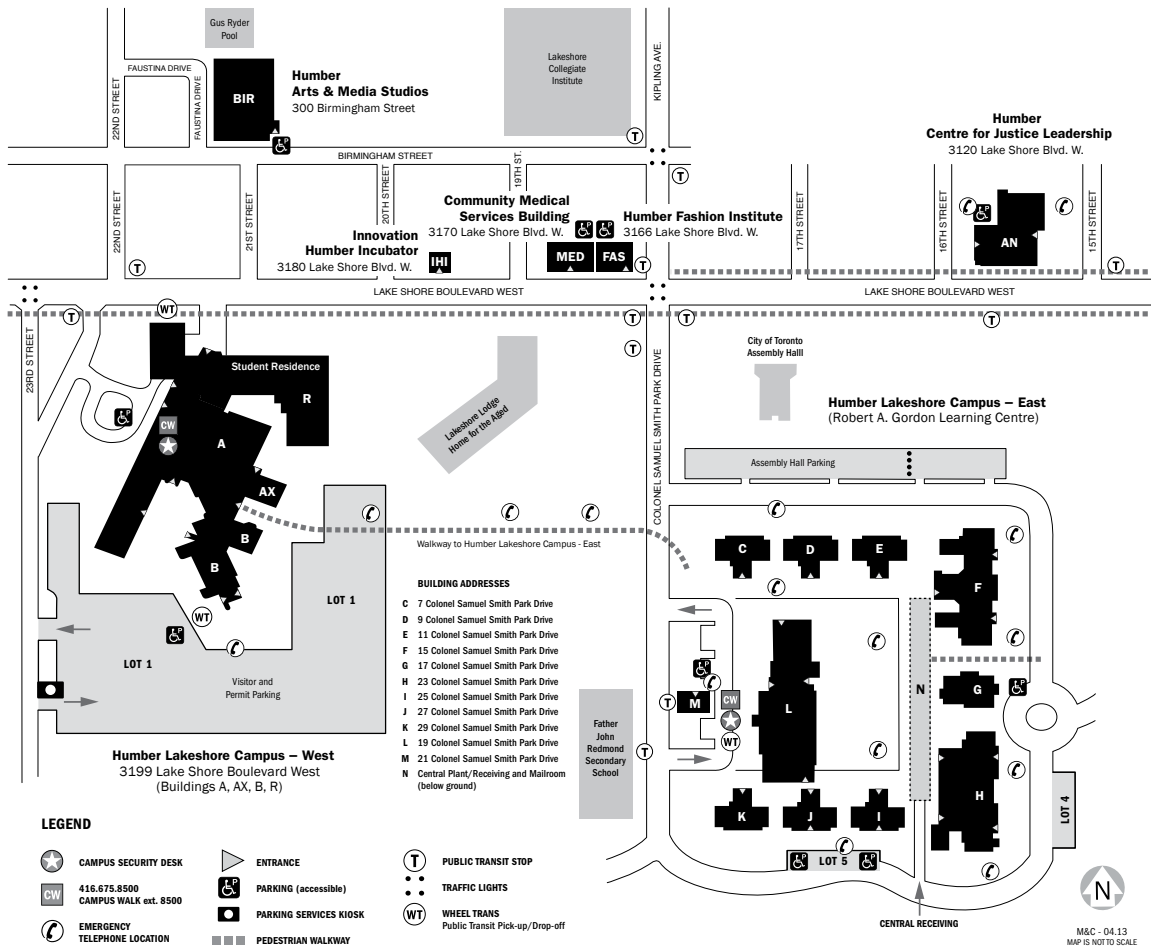 Gus Ryder
Pool
FAUSTINA DRIVE
22ND STREET
FAUSTINA DRIVE
BIR
Humber
Arts & Media Studios
300 Birmingham Street
Lakeshore
Collegiate
Institute
KIPLING AVE.
T
Humber
Centre for Justice Leadership
3120 Lake Shore Blvd. W.
P
BIRMINGHAM STREET
T
22ND STREET
21ST STREET
20TH STREET
19TH ST.
17TH STREET
16TH STREET
15TH STREET
Community Medical
Services Building
3170 Lake Shore Blvd. W.
P
P
Humber Fashion Institute
3166 Lake Shore Blvd. W.
P
AN
Innovation
Humber Incubator
3180 Lake Shore Blvd. W.
IHI
MED
FAS
T
T
T
LAKE SHORE BOULEVARD WEST
LAKE SHORE BOULEVARD WEST
T
WT
T
T
T
T
23RD STREET
Student Residence
R
P
CW
A
AX
B
B
Lakeshore Lodge
Home for the Aged
COLONEL SAMUEL SMITH PARK DRIVE
City of Toronto
Assembly Halll
Humber Lakeshore Campus – East
(Robert A. Gordon Learning Centre)
Assembly Hall Parking
Walkway to Humber Lakeshore Campus - East
C
D
E
F
G
H
L
M
N
K
J
I
P
CW
WT
T
T
P
LOT 4
P
LOT 5
P
CENTRAL RECEIVING
WT
P
LOT 1
LOT 1
Visitor and
Permit Parking
Humber Lakeshore Campus – West
3199 Lake Shore Boulevard West
(Buildings A, AX, B, R)
BUILDING ADDRESSES
C 7 Colonel Samuel Smith Park Drive
D 9 Colonel Samuel Smith Park Drive
E 11 Colonel Samuel Smith Park Drive
F 15 Colonel Samuel Smith Park Drive
G 17 Colonel Samuel Smith Park Drive
H 23 Colonel Samuel Smith Park Drive
I 25 Colonel Samuel Smith Park Drive
J 27 Colonel Samuel Smith Park Drive
K 29 Colonel Samuel Smith Park Drive
L 19 Colonel Samuel Smith Park Drive
M 21 Colonel Samuel Smith Park Drive
N Central Plant/Receiving and Mailroom
(below ground)
Father
John
Redmond
Secondary
School
LEGEND
CAMPUS SECURITY DESK
CW 416.675.8500
CAMPUS WALK ext. 8500
EMERGENCY
TELEPHONE LOCATION
ENTRANCE
P PARKING (accessible)
PARKING SERVICES KIOSK
PEDESTRIAN WALKWAY
T PUBLIC TRANSIT STOP
TRAFFIC LIGHTS
WT WHEEL TRANS
Public Transit Pick-up/Drop-off
N
M&C - 04.13
MAP IS NOT TO SCALE